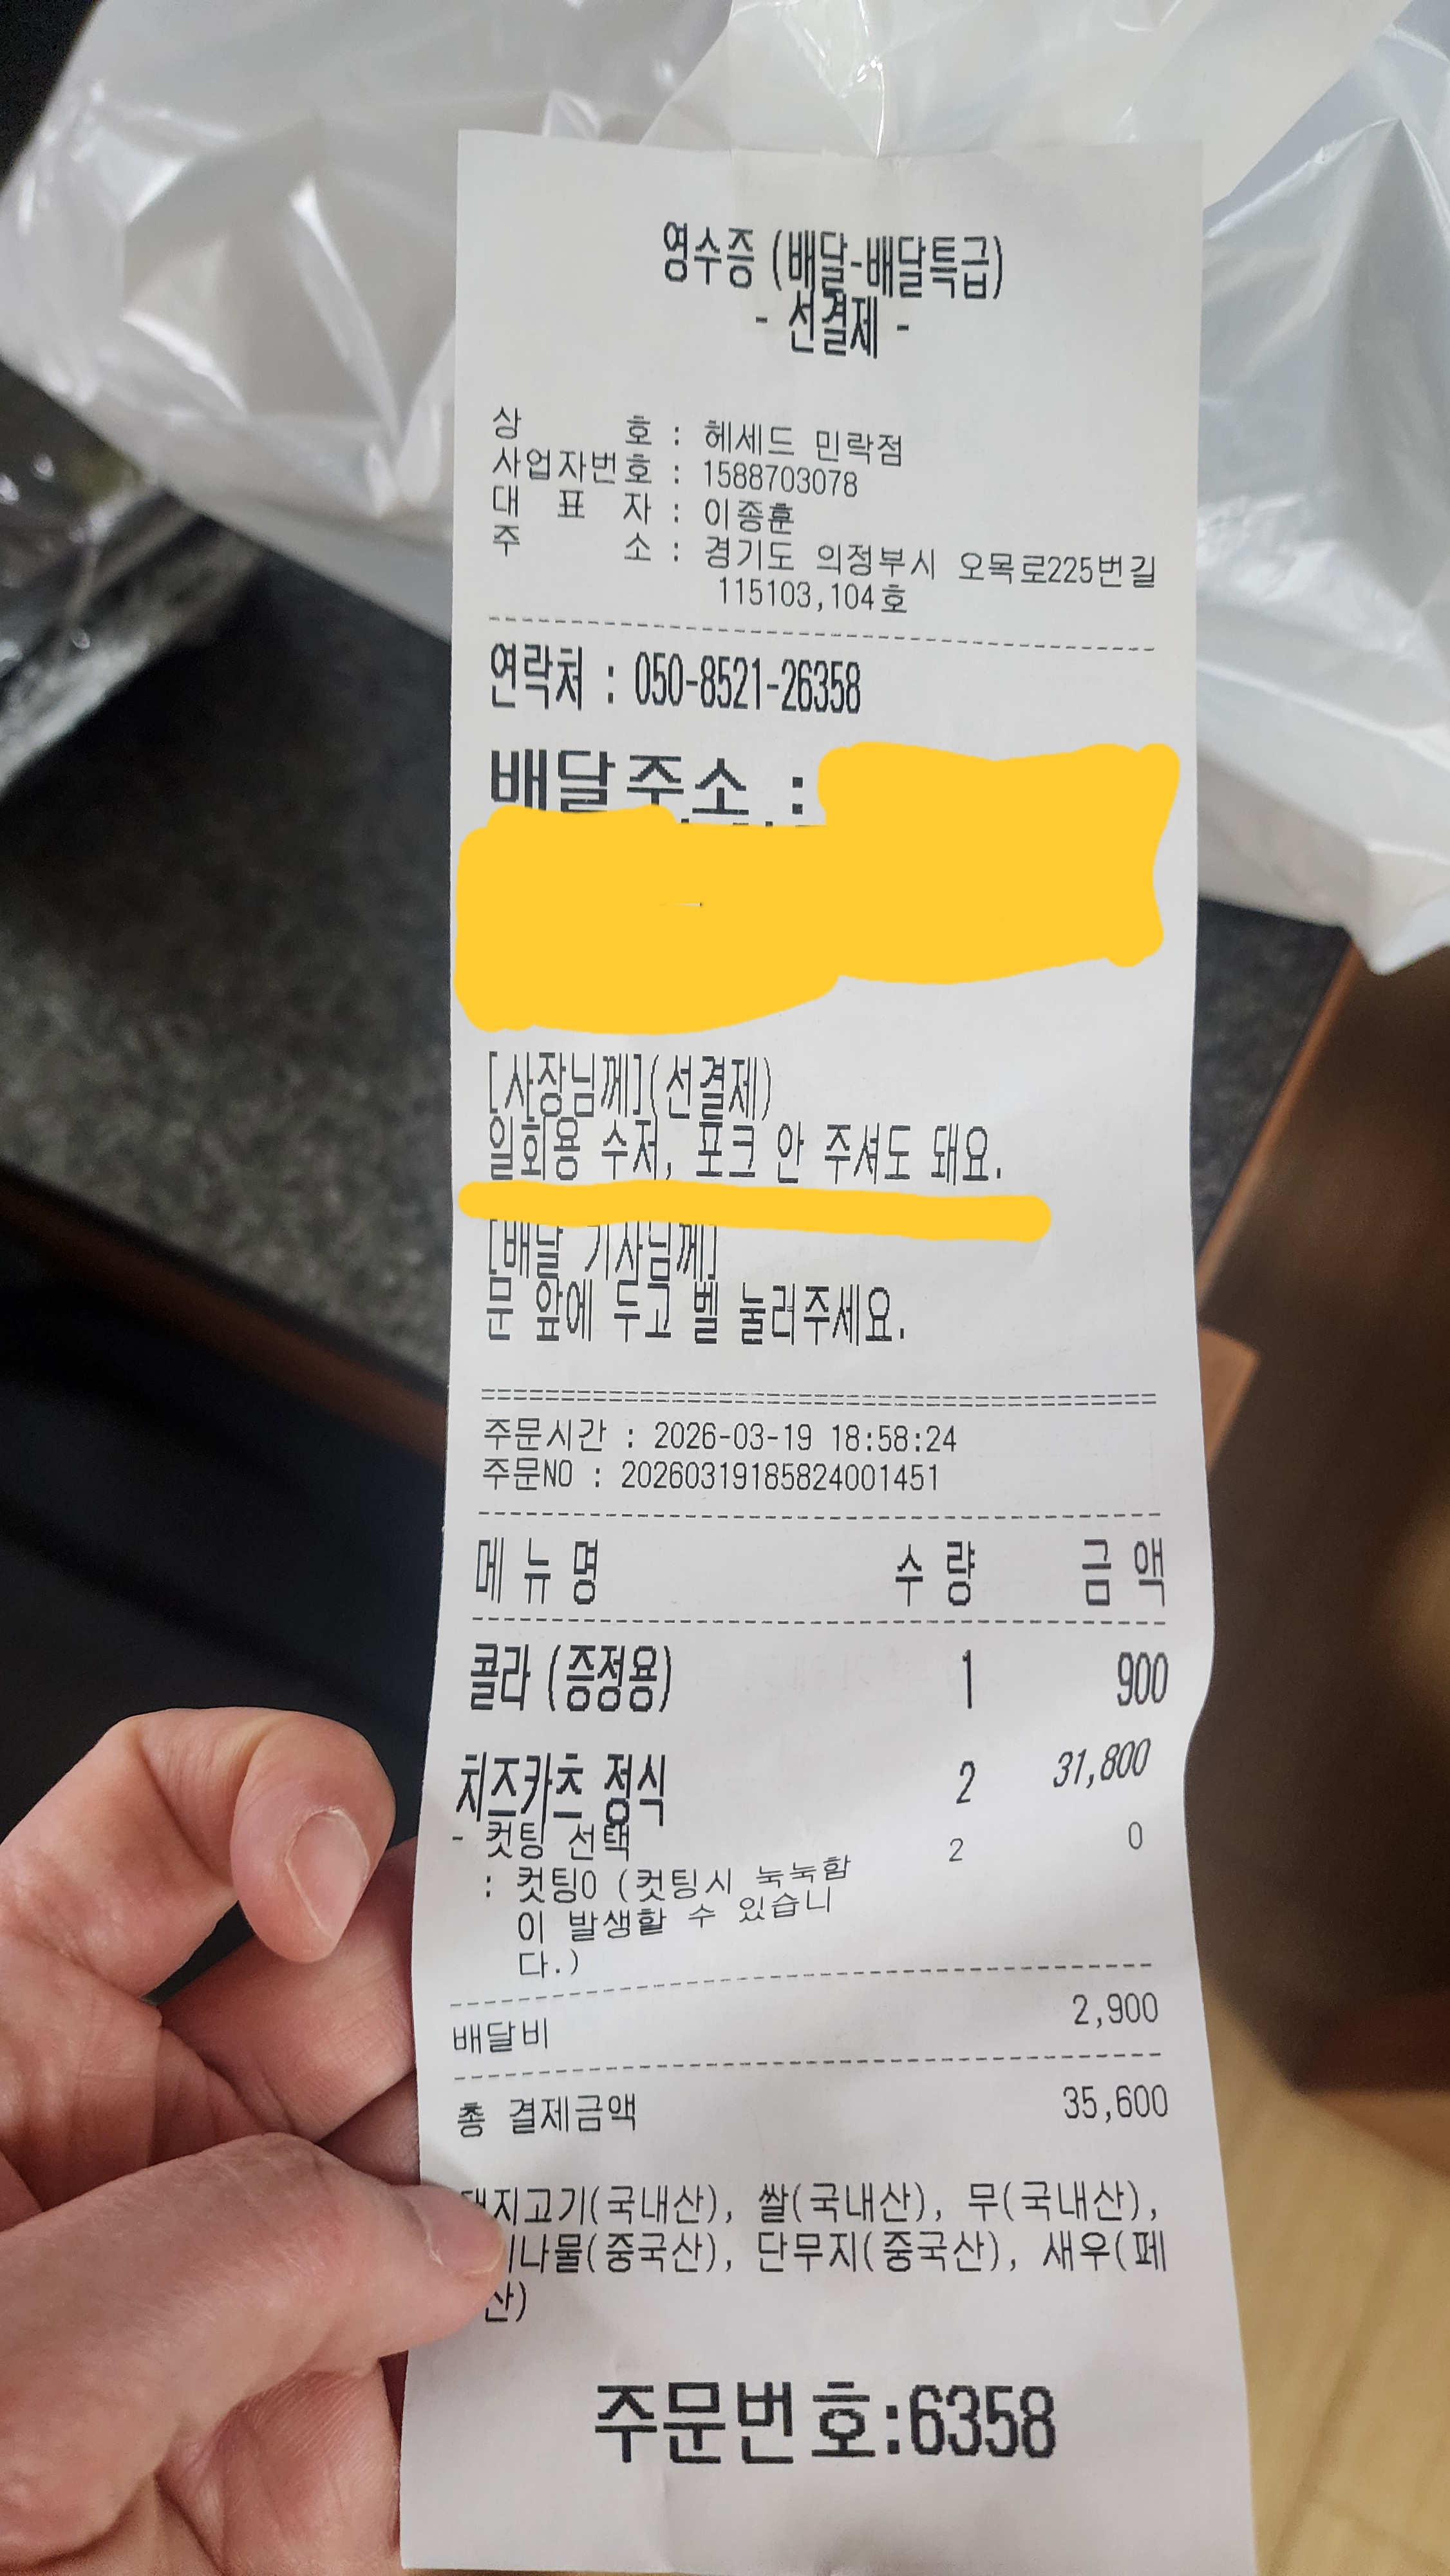 영수증 (배달-배달특급)
- 선결제 -
상 호 : 헤세드 민락점
사업자번호 : 1588703078
대 표 자 : 이종훈
주 소 : 경기도 의정부시 오목로225번길
115103,104호
연락처 : 050-8521-26358
배달주소 :
[사장님께](선결제)
일회용 수저, 포크 안 주셔도 돼요.
[배달 기사님께]
문 앞에 두고 벨 눌러주세요.
주문시간 : 2026-03-19 18:58:24
주문NO : 20260319185824001451
메뉴명 수량 금액
콜라 (증정용) 1 900
치즈카츠 정식 2 31,800
- 컷팅 선택 2 0
: 컷팅O (컷팅시 눅눅함
이 발생할 수 있습니
다.)
배달비 2,900
총 결제금액 35,600
돼지고기(국내산), 쌀(국내산), 무(국내산),
나물(중국산), 단무지(중국산), 새우(페
산)
주문번호:6358